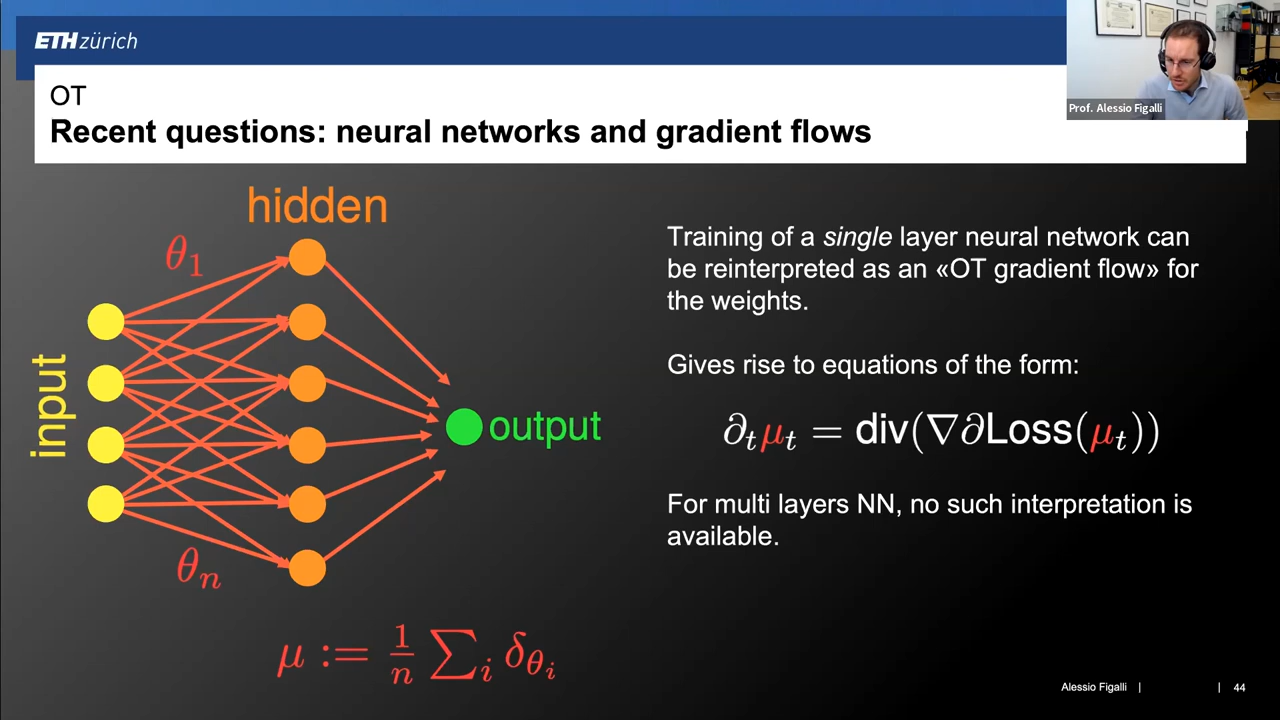 ETH zürich
Prof. Alessio Figalli
OT
Recent questions: neural networks and gradient flows
hidden
θ₁
input
output
θₙ
μ := 1/n ∑ᵢ δ_θᵢ
Training of a single layer neural network can
be reinterpreted as an «OT gradient flow» for
the weights.
Gives rise to equations of the form:
∂ₜμₜ = div(∇∂Loss(μₜ))
For multi layers NN, no such interpretation is
available.
Alessio Figalli | | 44